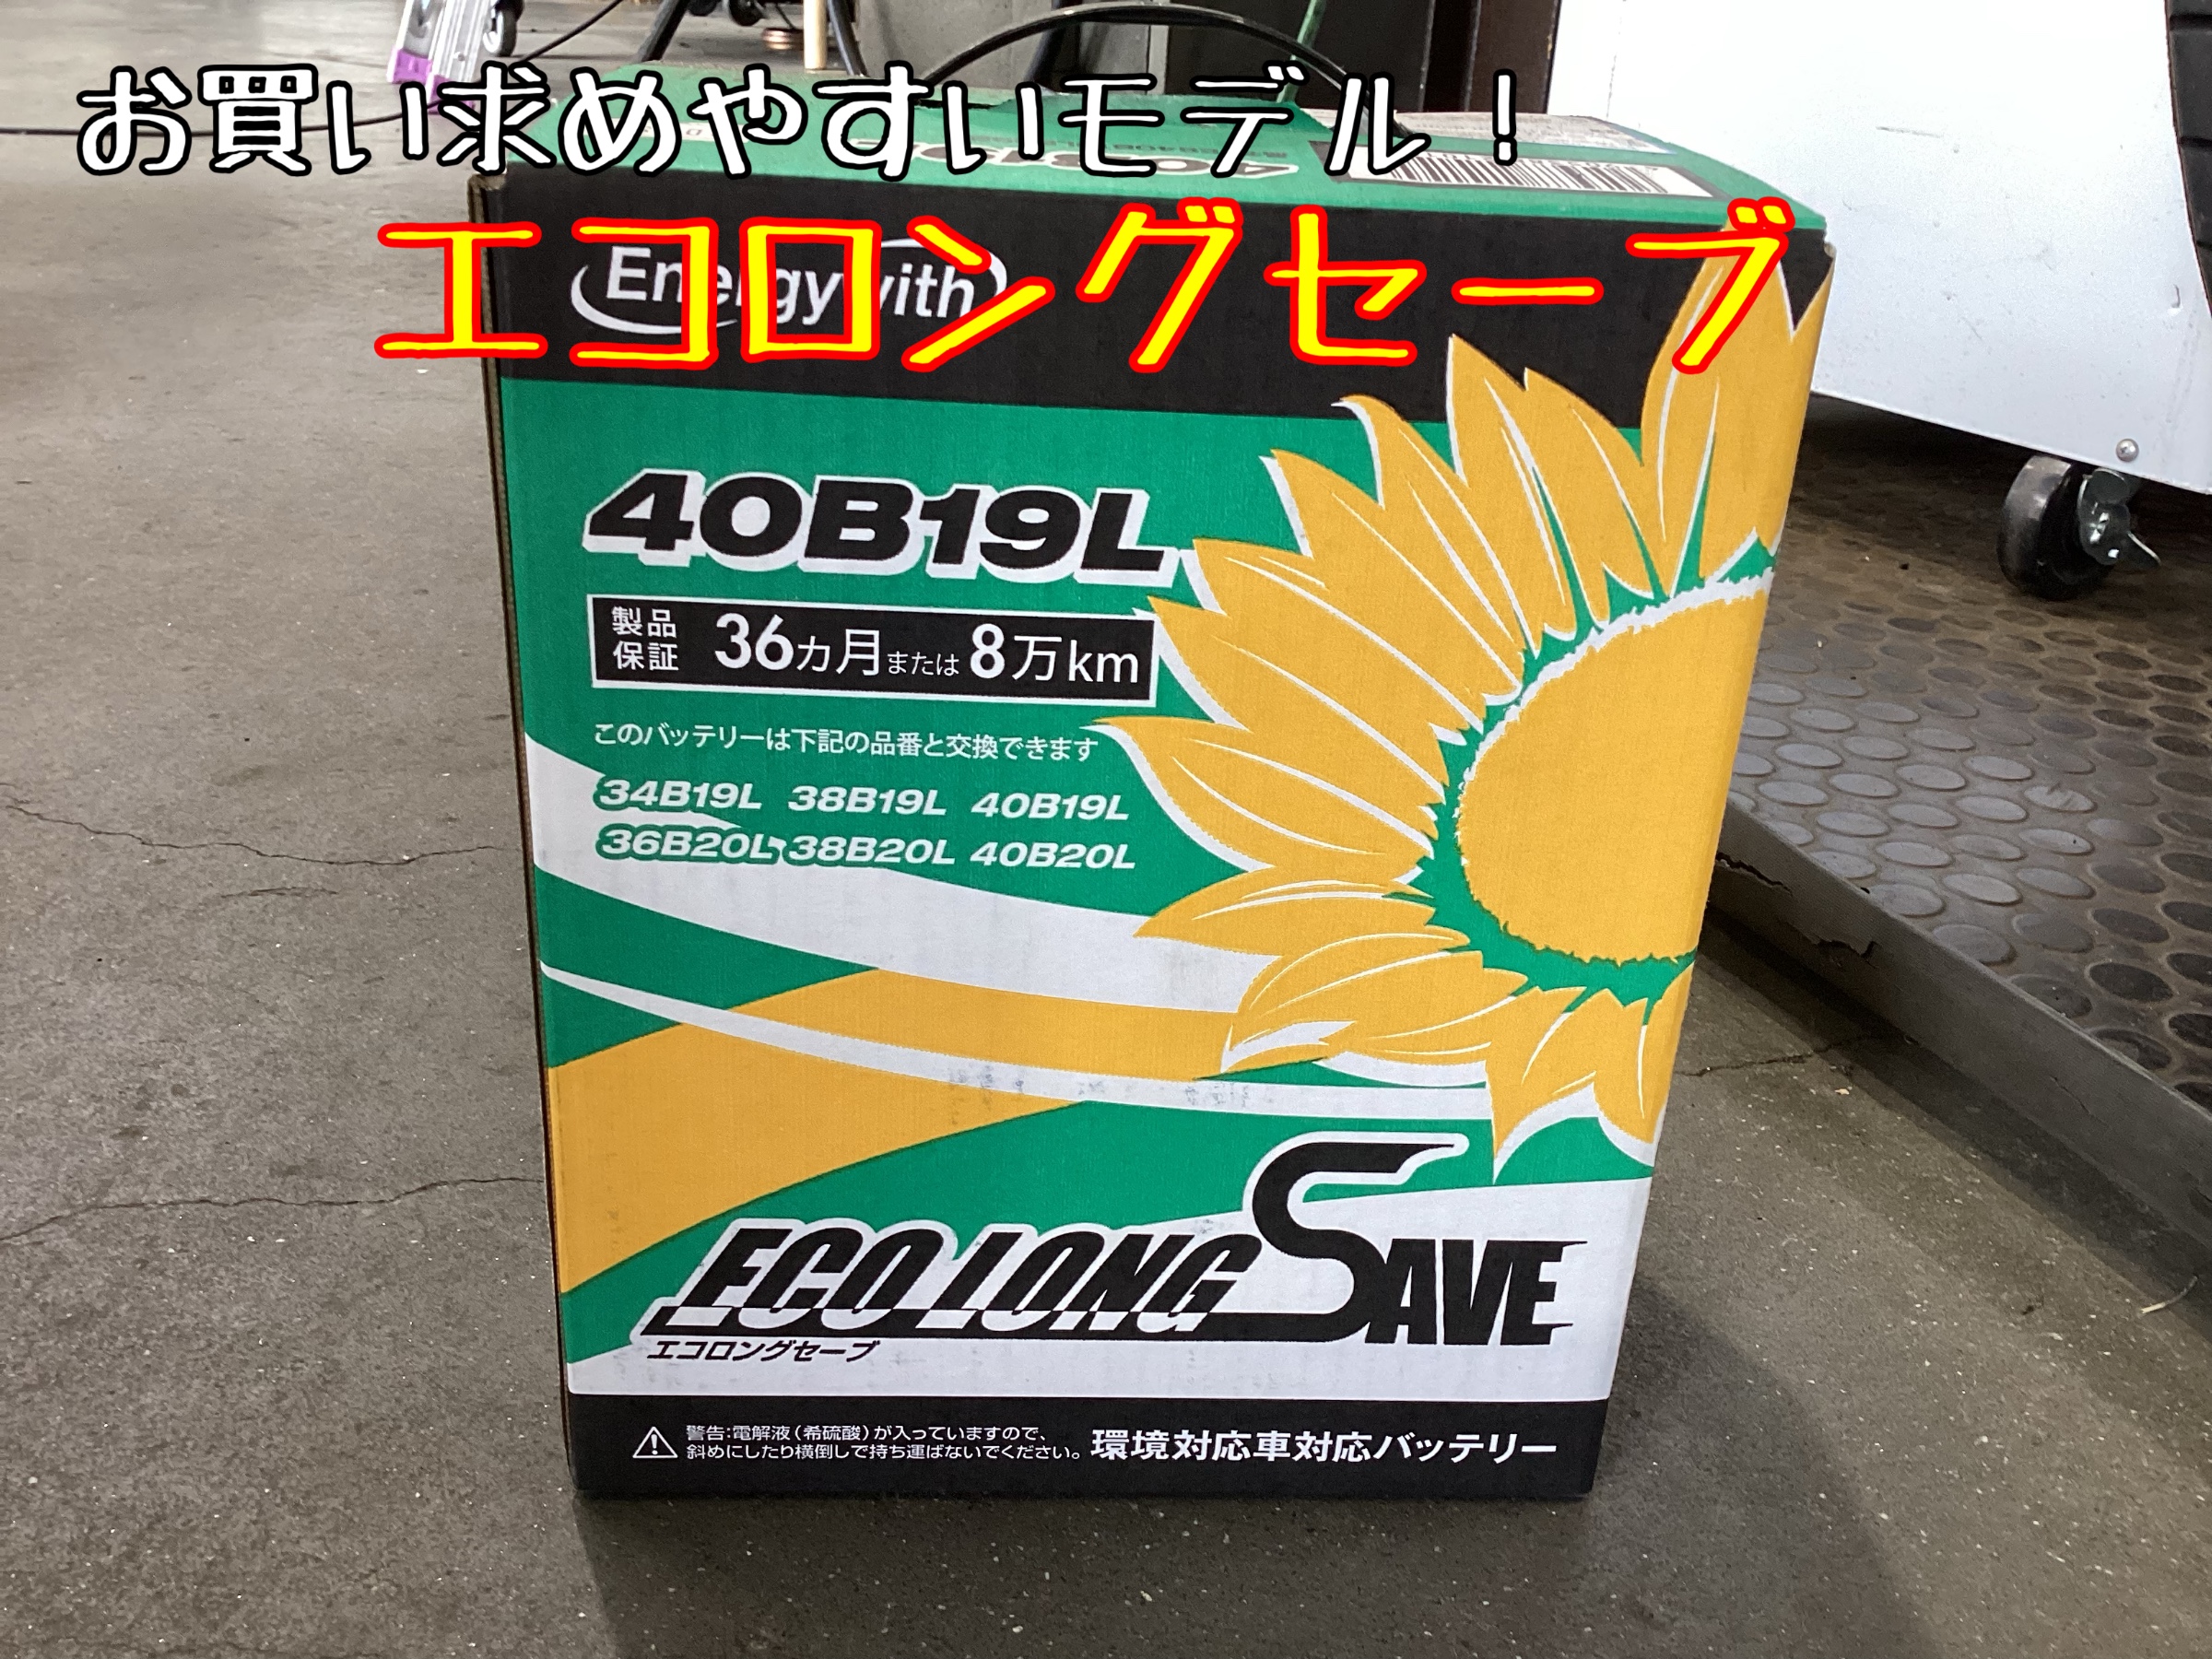 お買い求めやすいモデル！
エコロングセーブ
Energywith
40B19L
製品保証 36カ月または8万km
このバッテリーは下記の品番と交換できます
34B19L 38B19L 40B19L
36B20L 38B20L 40B20L
ECO LONG SAVE
エコロングセーブ
警告:電解液(希硫酸)が入っていますので、
斜めにしたり横倒しで持ち運ばないでください。
環境対応車対応バッテリー